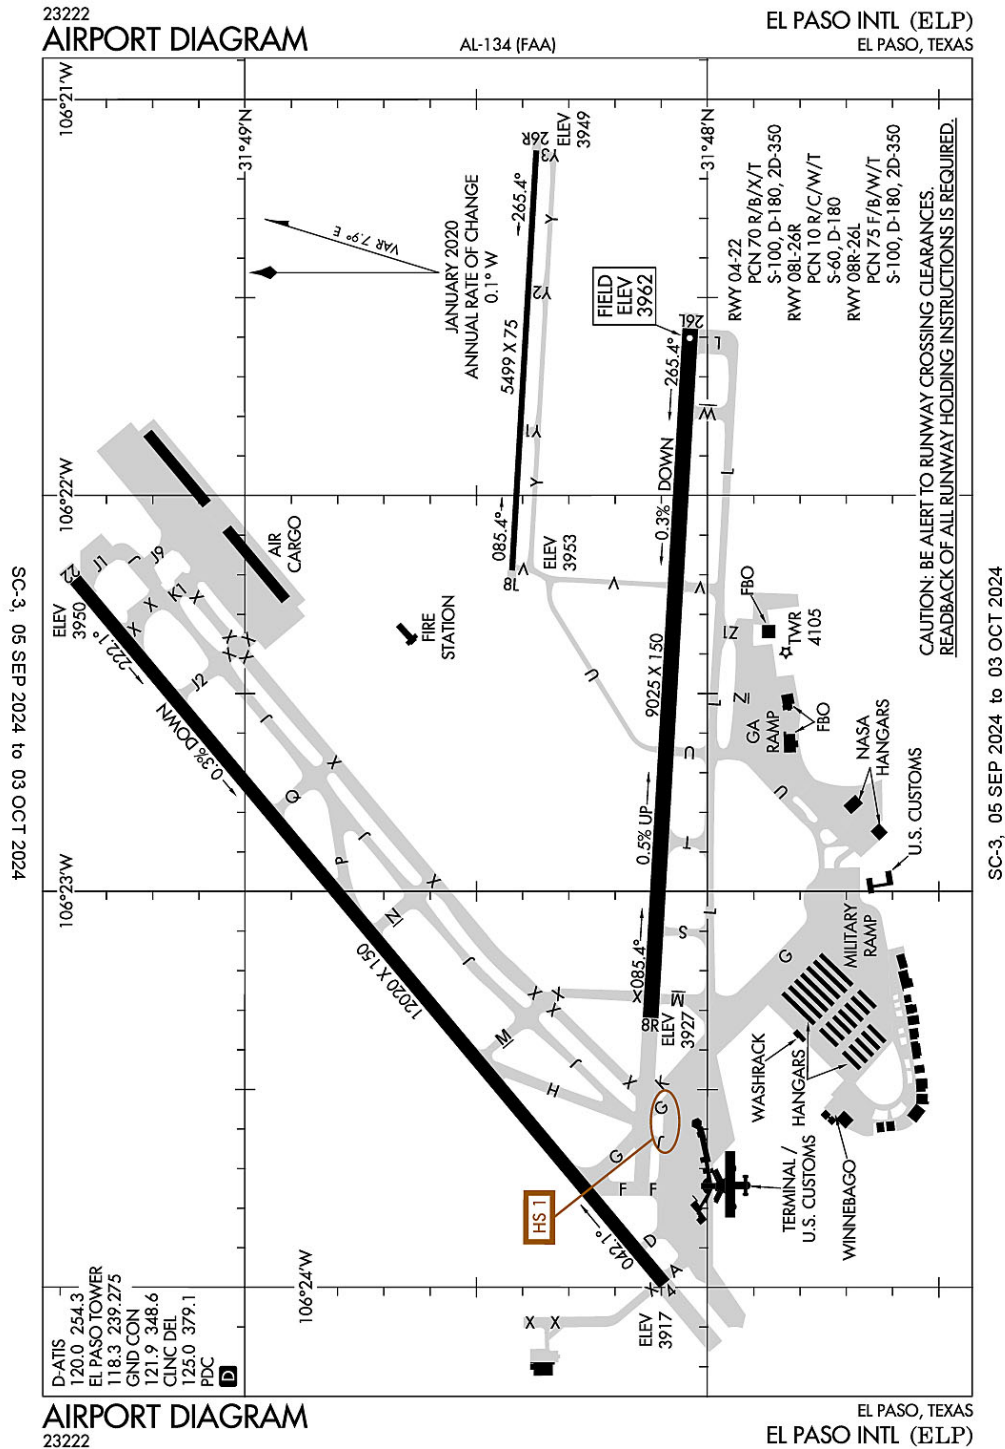 23222
AIRPORT DIAGRAM
AL-134 (FAA)
EL PASO INTL (ELP)
EL PASO, TEXAS
106°21'W
31°49'N
31°48'N
VAR 7.9° E
JANUARY 2020
ANNUAL RATE OF CHANGE
0.1° W
26R
Y3
ELEV
3949
265.4°
Y
Y2
5499 X 75
Y1
Y
085.4°
8L
V
ELEV
3953
FIELD
ELEV
3962
26L
L
265.4°
W
0.3% DOWN
L
9025 X 150
V
RWY 04-22
PCN 70 R/B/X/T
S-100, D-180, 2D-350
RWY 08L-26R
PCN 10 R/C/W/T
S-60, D-180
RWY 08R-26L
PCN 75 F/B/W/T
S-100, D-180, 2D-350
CAUTION: BE ALERT TO RUNWAY CROSSING CLEARANCES.
READBACK OF ALL RUNWAY HOLDING INSTRUCTIONS IS REQUIRED.
106°22'W
AIR
CARGO
J1
J
J9
K1
X
X
X
X
X
X
X
22
ELEV
3950
222.1°
0.3% DOWN
J2
J
FIRE
STATION
V
U
Z1
FBO
TWR
4105
L
Z
GA
RAMP
FBO
NASA
HANGARS
U.S. CUSTOMS
U
U
0.5% UP
T
106°23'W
Q
X
P
J
X
N
J
12020 X 150
085.4°
S
L
X
M
8R
ELEV
3927
G
MILITARY
RAMP
WASHRACK
HANGARS
WINNEBAGO
TERMINAL /
U.S. CUSTOMS
X
X
X
M
J
H
X
K
G
J
G
F
F
HS 1
042.1°
D
A
X
4
ELEV
3917
X
X
106°24'W
D-ATIS
120.0 254.3
EL PASO TOWER
118.3 239.275
GND CON
121.9 348.6
CLNC DEL
125.0 379.1
PDC
D
SC-3, 05 SEP 2024 to 03 OCT 2024
SC-3, 05 SEP 2024 to 03 OCT 2024
AIRPORT DIAGRAM
23222
EL PASO, TEXAS
EL PASO INTL (ELP)